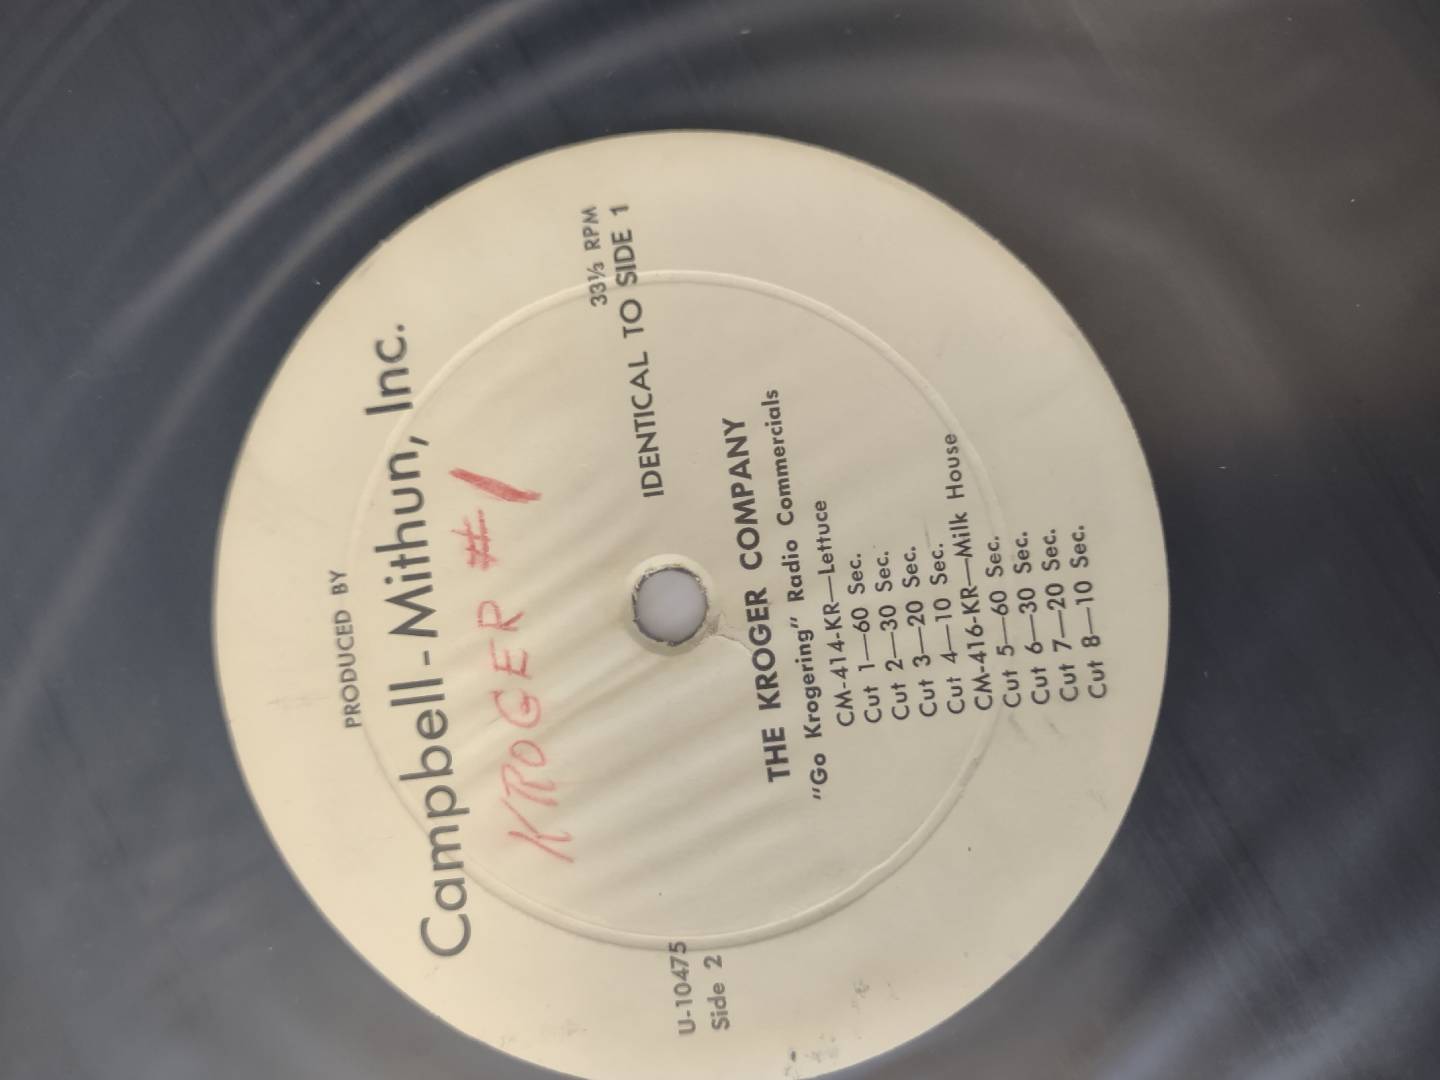 PRODUCED BY
Campbell-Mithun, Inc.
KROGER #1
33⅓ RPM
IDENTICAL TO SIDE 1
U-10475
Side 2
THE KROGER COMPANY
"Go Krogering" Radio Commercials
CM-414-KR—Lettuce
Cut 1—60 Sec.
Cut 2—30 Sec.
Cut 3—20 Sec.
Cut 4—10 Sec.
CM-416-KR—Milk House
Cut 5—60 Sec.
Cut 6—30 Sec.
Cut 7—20 Sec.
Cut 8—10 Sec.